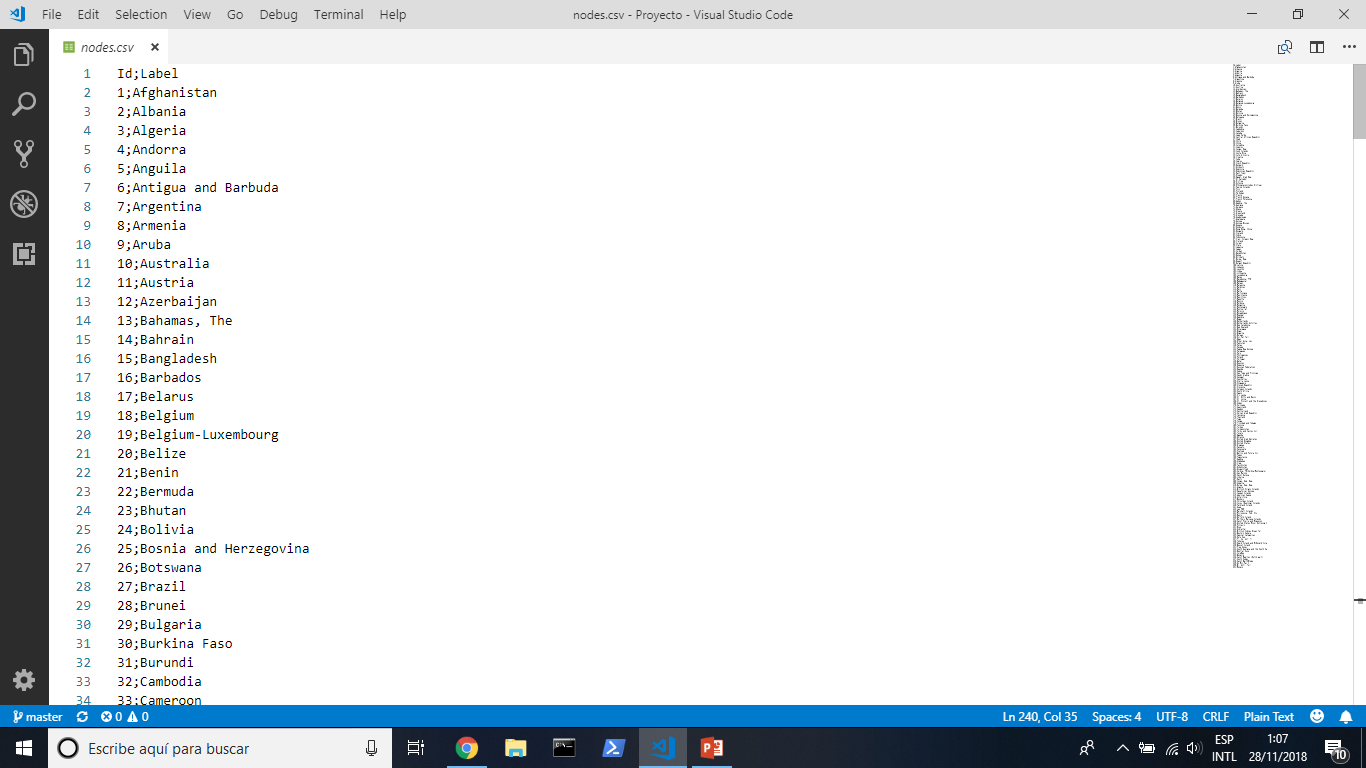 File Edit Selection View Go Debug Terminal Help
nodes.csv - Proyecto - Visual Studio Code
nodes.csv
1 Id;Label
2 1;Afghanistan
3 2;Albania
4 3;Algeria
5 4;Andorra
6 5;Anguila
7 6;Antigua and Barbuda
8 7;Argentina
9 8;Armenia
10 9;Aruba
11 10;Australia
12 11;Austria
13 12;Azerbaijan
14 13;Bahamas, The
15 14;Bahrain
16 15;Bangladesh
17 16;Barbados
18 17;Belarus
19 18;Belgium
20 19;Belgium-Luxembourg
21 20;Belize
22 21;Benin
23 22;Bermuda
24 23;Bhutan
25 24;Bolivia
26 25;Bosnia and Herzegovina
27 26;Botswana
28 27;Brazil
29 28;Brunei
30 29;Bulgaria
31 30;Burkina Faso
32 31;Burundi
33 32;Cambodia
34 33;Cameroon
master 0 0 Ln 240, Col 35 Spaces: 4 UTF-8 CRLF Plain Text
Escribe aquí para buscar
ESP
INTL
1:07
28/11/2018
10